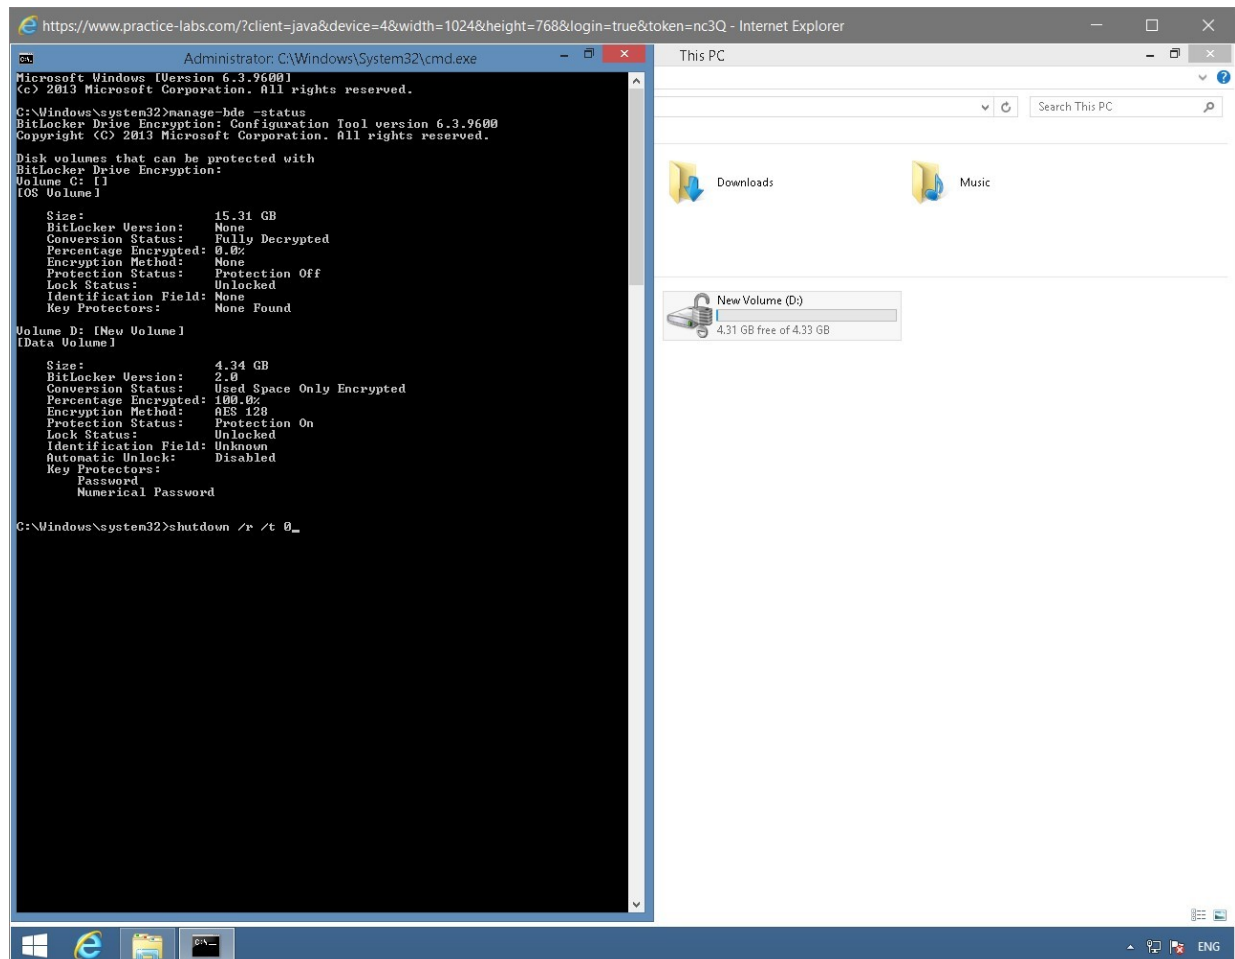 https://www.practice-labs.com/?client=java&device=4&width=1024&height=768&login=true&token=nc3Q - Internet Explorer
Administrator: C:\Windows\System32\cmd.exe
Microsoft Windows [Version 6.3.9600]
(c) 2013 Microsoft Corporation. All rights reserved.
C:\Windows\system32>manage-bde -status
BitLocker Drive Encryption: Configuration Tool version 6.3.9600
Copyright (C) 2013 Microsoft Corporation. All rights reserved.
Disk volumes that can be protected with
BitLocker Drive Encryption:
Volume C: []
[OS Volume]
Size: 15.31 GB
BitLocker Version: None
Conversion Status: Fully Decrypted
Percentage Encrypted: 0.0%
Encryption Method: None
Protection Status: Protection Off
Lock Status: Unlocked
Identification Field: None
Key Protectors: None Found
Volume D: [New Volume]
[Data Volume]
Size: 4.34 GB
BitLocker Version: 2.0
Conversion Status: Used Space Only Encrypted
Percentage Encrypted: 100.0%
Encryption Method: AES 128
Protection Status: Protection On
Lock Status: Unlocked
Identification Field: Unknown
Automatic Unlock: Disabled
Key Protectors:
Password
Numerical Password
C:\Windows\system32>shutdown /r /t 0_
This PC
Search This PC
Downloads
Music
New Volume (D:)
4.31 GB free of 4.33 GB
ENG